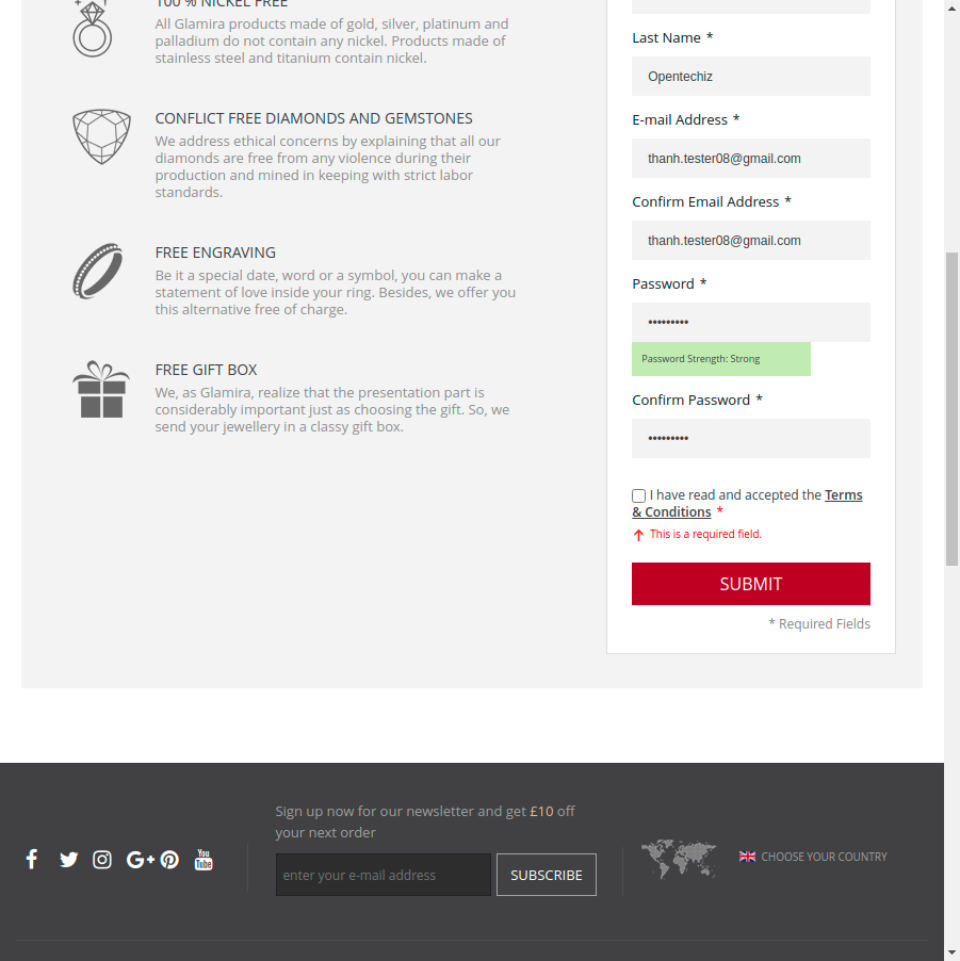 100 % NICKEL FREE
All Glamira products made of gold, silver, platinum and
palladium do not contain any nickel. Products made of
stainless steel and titanium contain nickel.
CONFLICT FREE DIAMONDS AND GEMSTONES
We address ethical concerns by explaining that all our
diamonds are free from any violence during their
production and mined in keeping with strict labor
standards.
FREE ENGRAVING
Be it a special date, word or a symbol, you can make a
statement of love inside your ring. Besides, we offer you
this alternative free of charge.
FREE GIFT BOX
We, as Glamira, realize that the presentation part is
considerably important just as choosing the gift. So, we
send your jewellery in a classy gift box.
Last Name *
Opentechiz
E-mail Address *
thanh.tester08@gmail.com
Confirm Email Address *
thanh.tester08@gmail.com
Password *
•••••••••
Password Strength: Strong
Confirm Password *
•••••••••
I have read and accepted the Terms
& Conditions *
This is a required field.
SUBMIT
* Required Fields
Sign up now for our newsletter and get £10 off
your next order
enter your e-mail address
SUBSCRIBE
You
Tube
CHOOSE YOUR COUNTRY